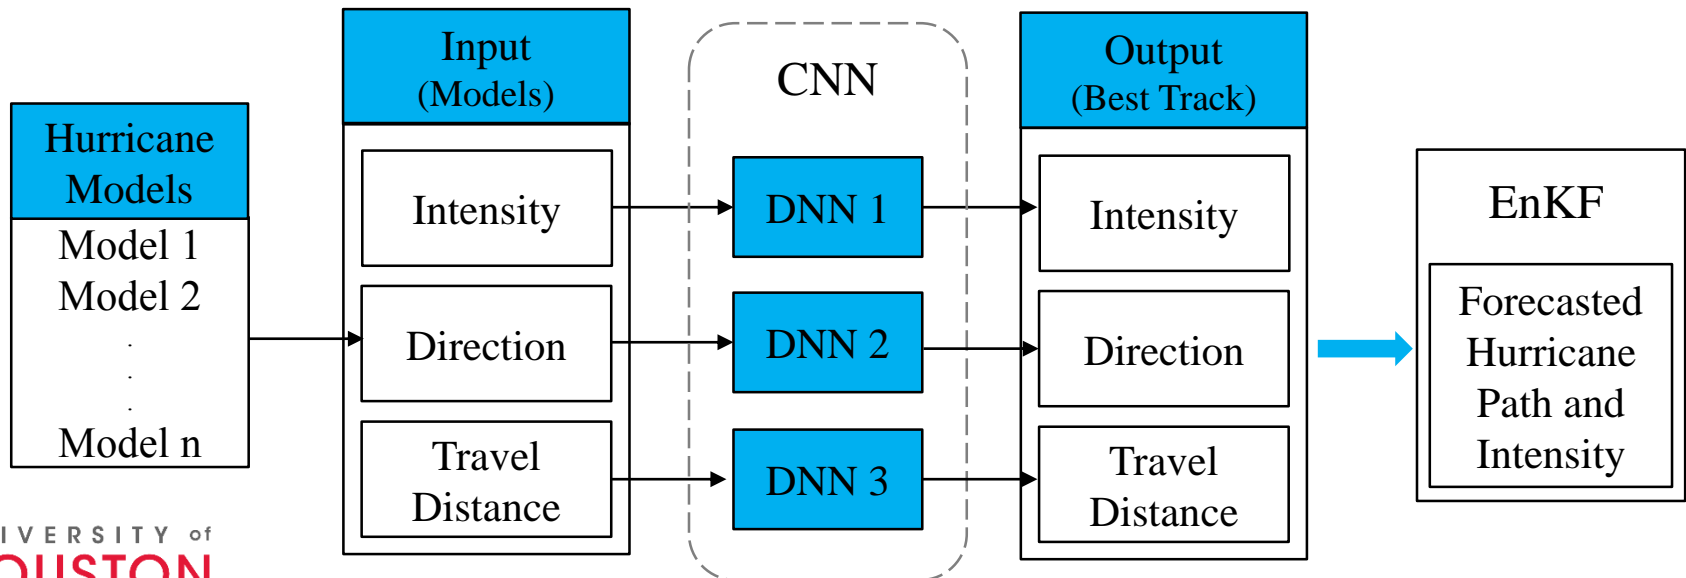 Hurricane
Models
Model 1
Model 2
.
.
.
Model n
Input
(Models)
Intensity
Direction
Travel
Distance
CNN
DNN 1
DNN 2
DNN 3
Output
(Best Track)
Intensity
Direction
Travel
Distance
EnKF
Forecasted
Hurricane
Path and
Intensity
IVERSITY of
OUSTON